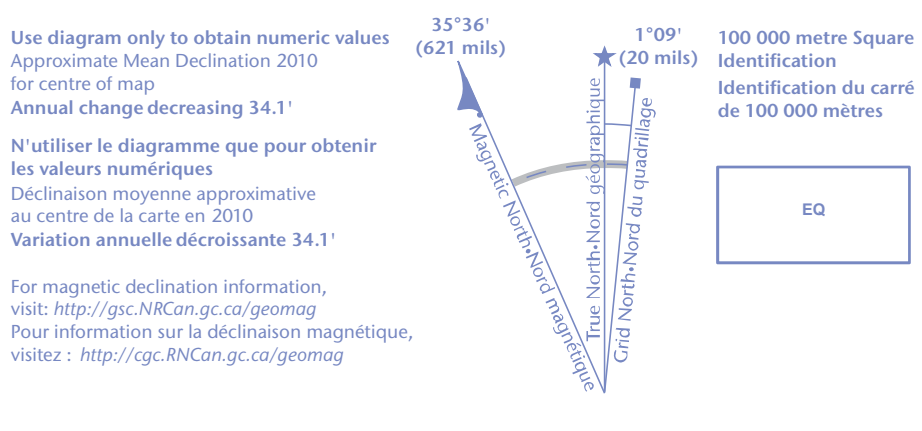 Use diagram only to obtain numeric values
Approximate Mean Declination 2010
for centre of map
Annual change decreasing 34.1'
N'utiliser le diagramme que pour obtenir
les valeurs numériques
Déclinaison moyenne approximative
au centre de la carte en 2010
Variation annuelle décroissante 34.1'
For magnetic declination information,
visit: http://gsc.NRCan.gc.ca/geomag
Pour information sur la déclinaison magnétique,
visitez : http://cgc.RNCan.gc.ca/geomag
35°36'
(621 mils)
Magnetic North•Nord magnétique
True North•Nord géographique
1°09'
(20 mils)
Grid North•Nord du quadrillage
100 000 metre Square
Identification
Identification du carré
de 100 000 mètres
EQ